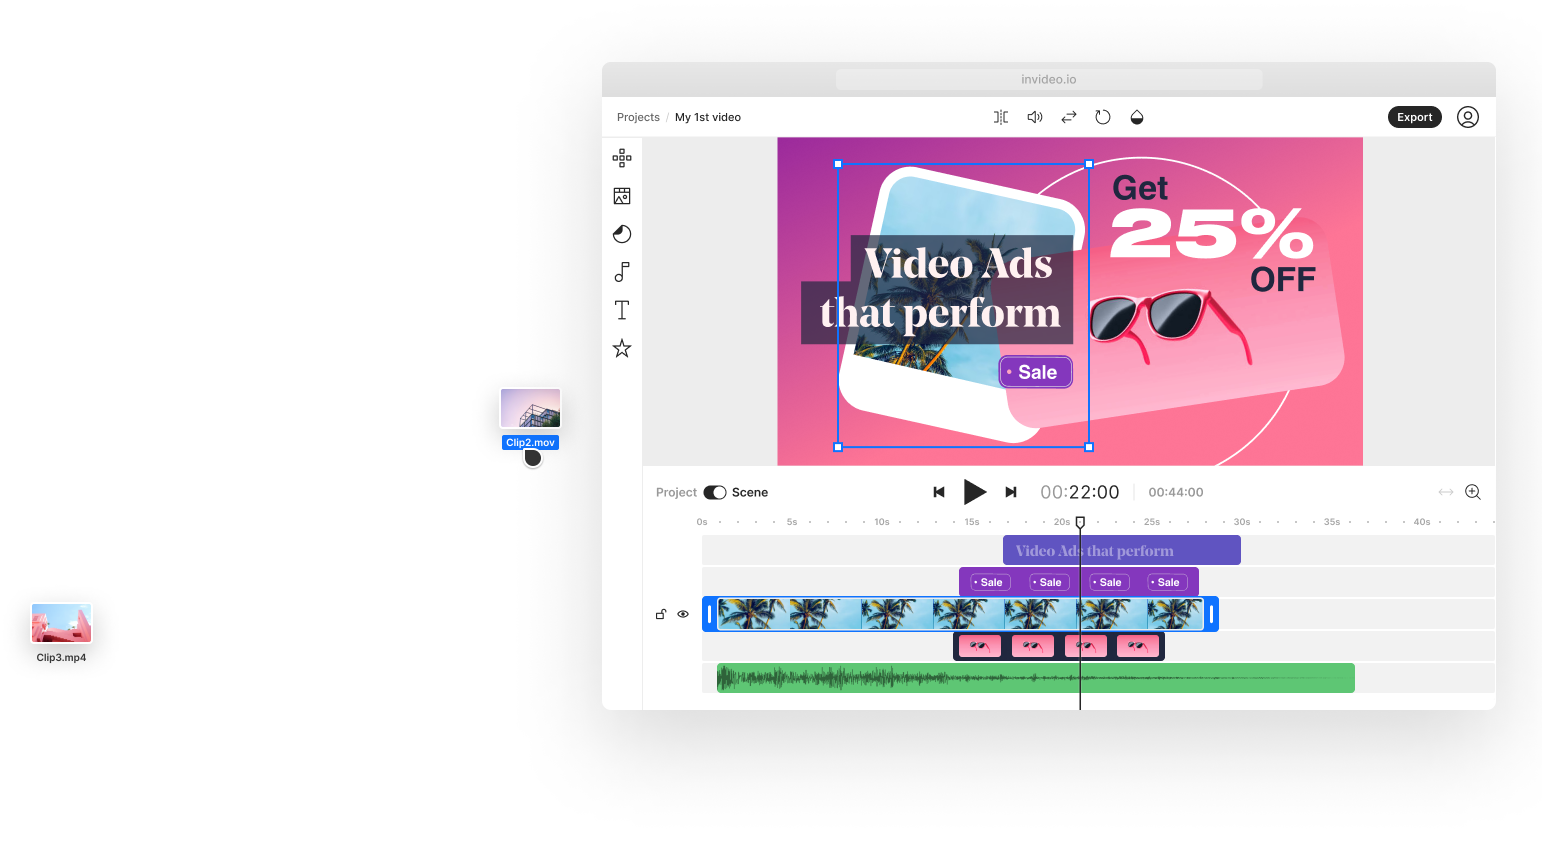 invideo.io
Projects / My 1st video
Export
Get
25%
OFF
Video Ads
that perform
Sale
Clip2.mov
Clip3.mp4
Project Scene
00:22:00
00:44:00
0s 5s 10s 15s 20s 25s 30s 35s 40s
Video Ads that perform
Sale Sale Sale Sale